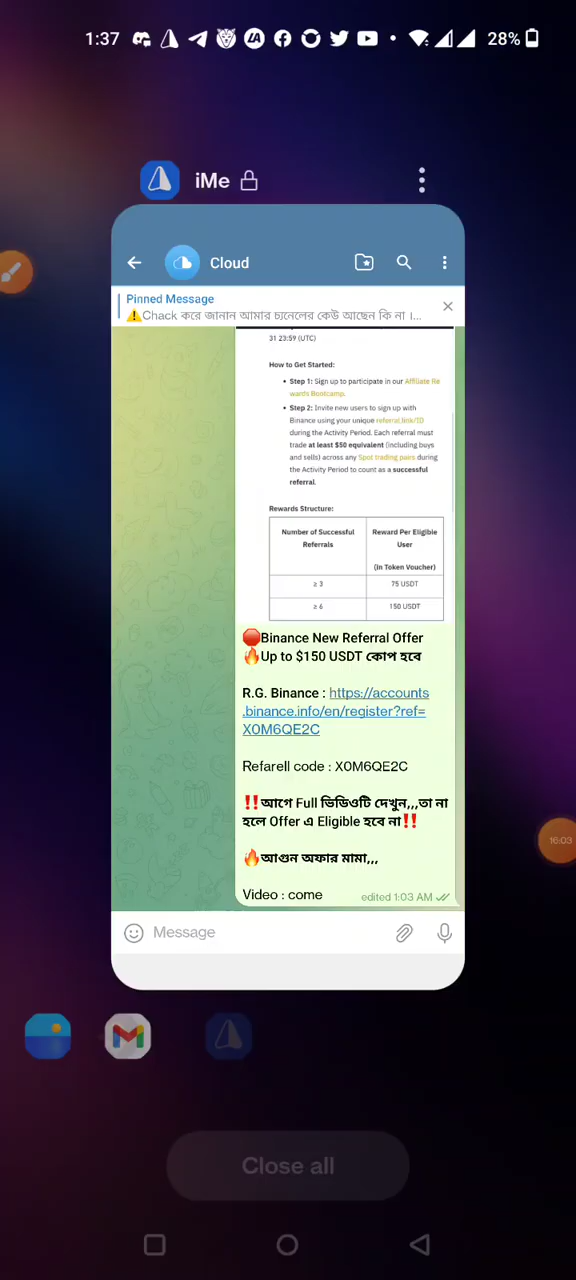 1:37
28%
iMe
Cloud
Pinned Message
⚠️Chack করে জানান আমার চ্যনেলের কেউ আছেন কি না ।...
31 23:59 (UTC)
How to Get Started:
• Step 1: Sign up to participate in our Affiliate Re
wards Bootcamp.
• Step 2: Invite new users to sign up with
Binance using your unique referral link/ID
during the Activity Period. Each referral must
trade at least $50 equivalent (including buys
and sells) across any Spot trading pairs during
the Activity Period to count as a successful
referral.
Rewards Structure:
Number of Successful Referrals
Reward Per Eligible User
(in Token Voucher)
≥ 3
75 USDT
≥ 6
150 USDT
🛑Binance New Referral Offer
🔥Up to $150 USDT কোপ হবে
R.G. Binance : https://accounts
.binance.info/en/register?ref=
X0M6QE2C
Refarell code : X0M6QE2C
‼️আগে Full ভিডিওটি দেখুন,,,তা না
হলে Offer এ Eligible হবে না‼️
🔥আগুন অফার মামা,,,
Video : come
edited 1:03 AM
16:03
Message
Close all